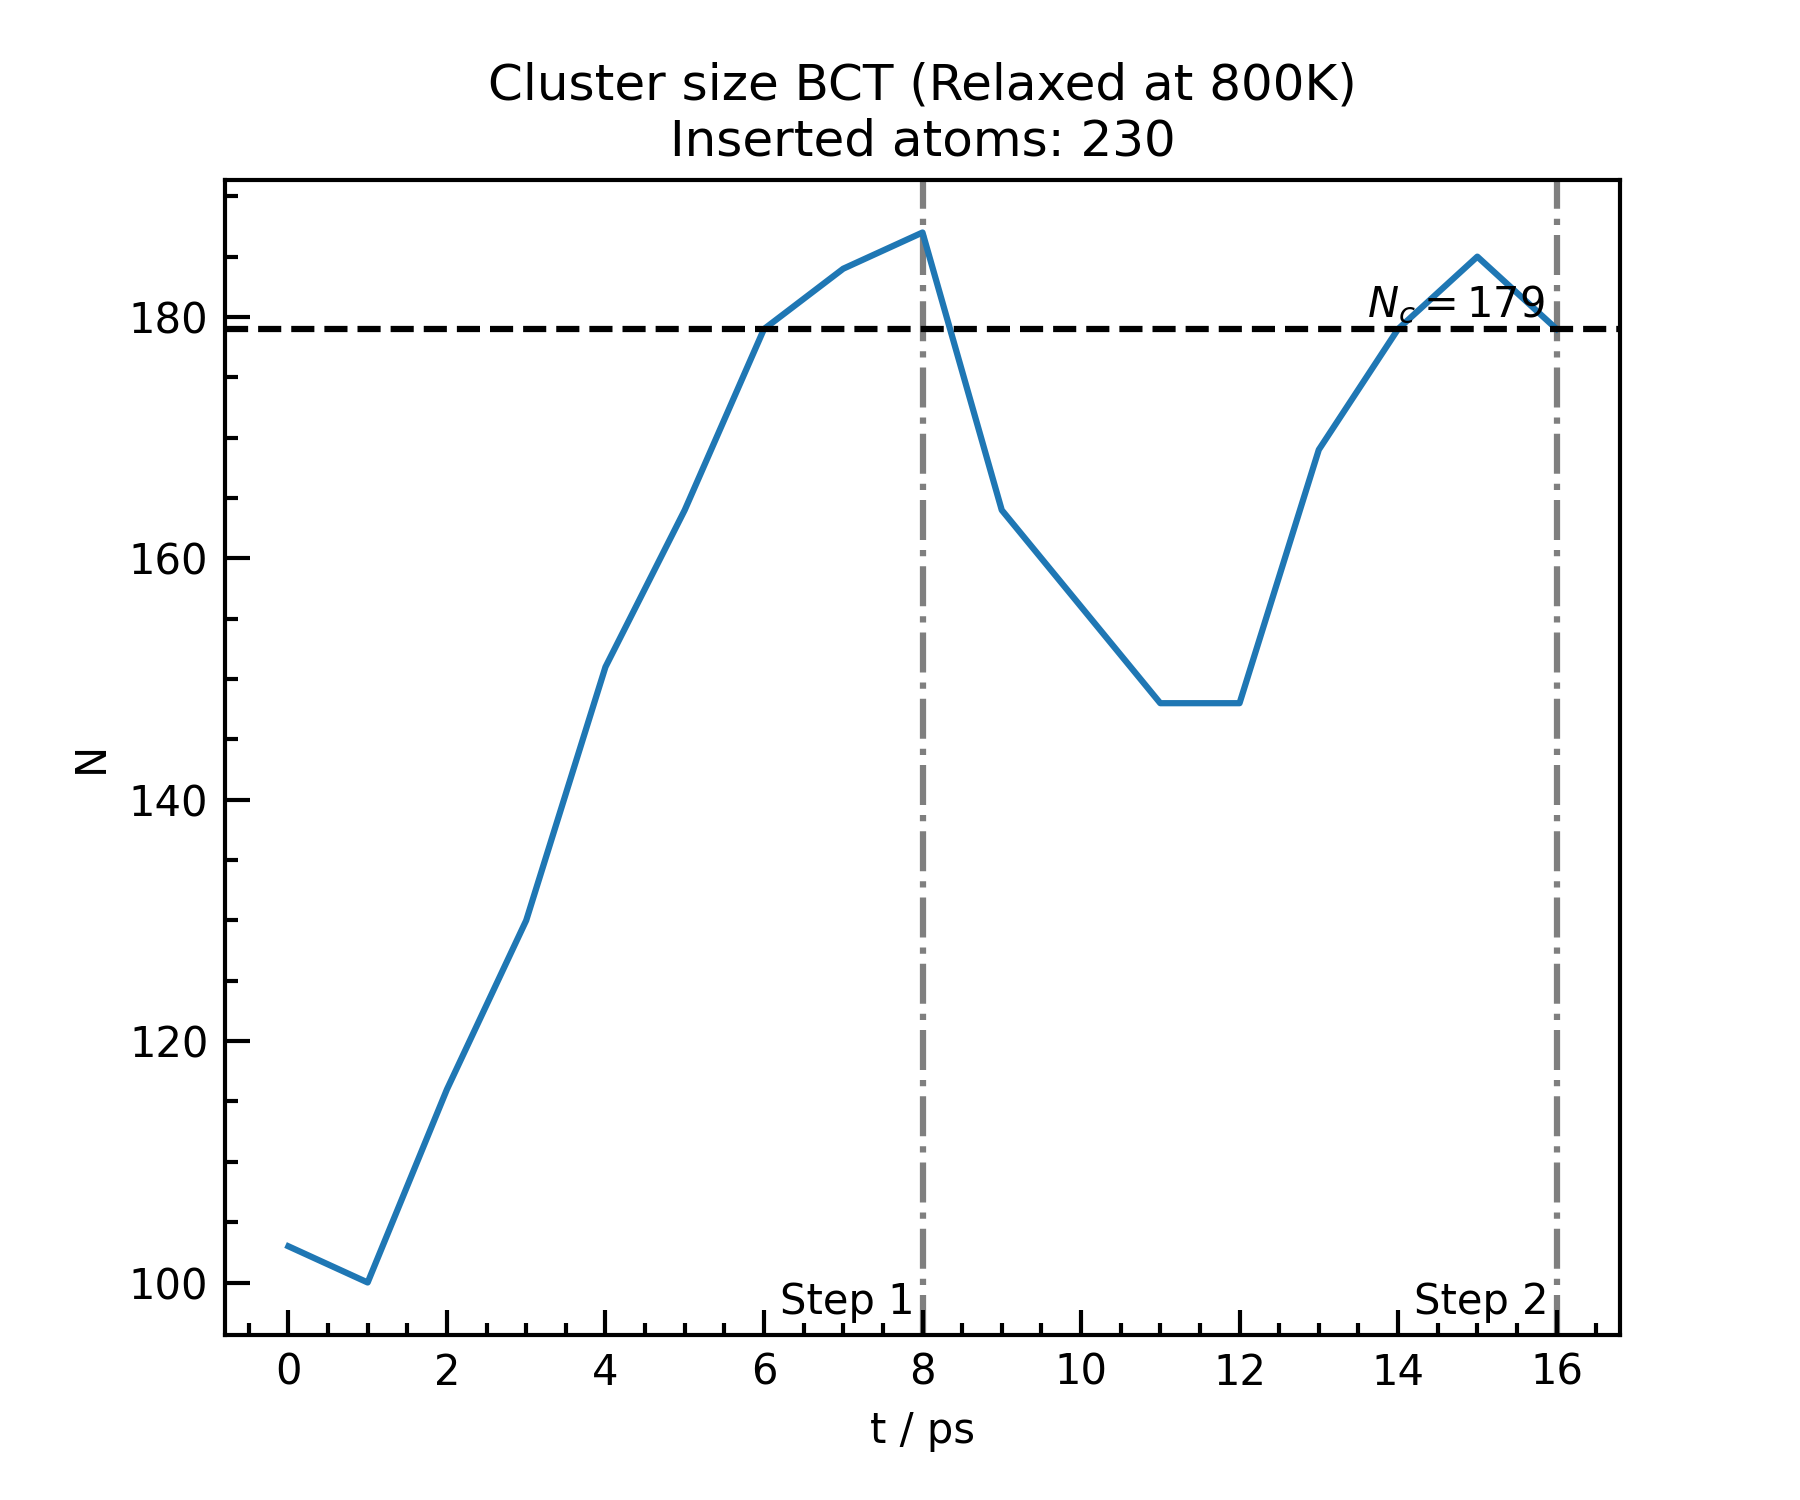 Cluster size BCT (Relaxed at 800K)
Inserted atoms: 230
180
160
140
120
100
N
N_c = 179
Step 1
Step 2
0 2 4 6 8 10 12 14 16
t / ps